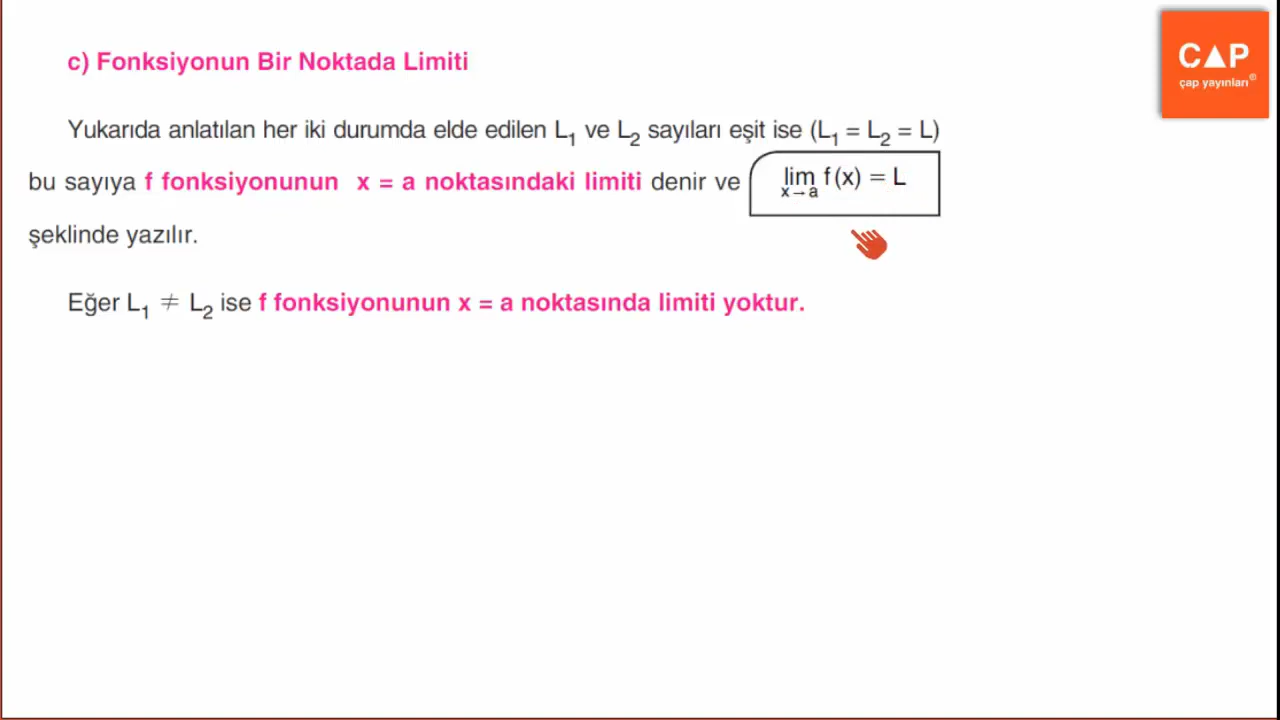 c) Fonksiyonun Bir Noktada Limiti
CAP
çap yayınları®
Yukarıda anlatılan her iki durumda elde edilen L₁ ve L₂ sayıları eşit ise (L₁ = L₂ = L)
bu sayıya f fonksiyonunun x = a noktasındaki limiti denir ve lim f(x) = L
x→a
şeklinde yazılır.
Eğer L₁ ≠ L₂ ise f fonksiyonunun x = a noktasında limiti yoktur.